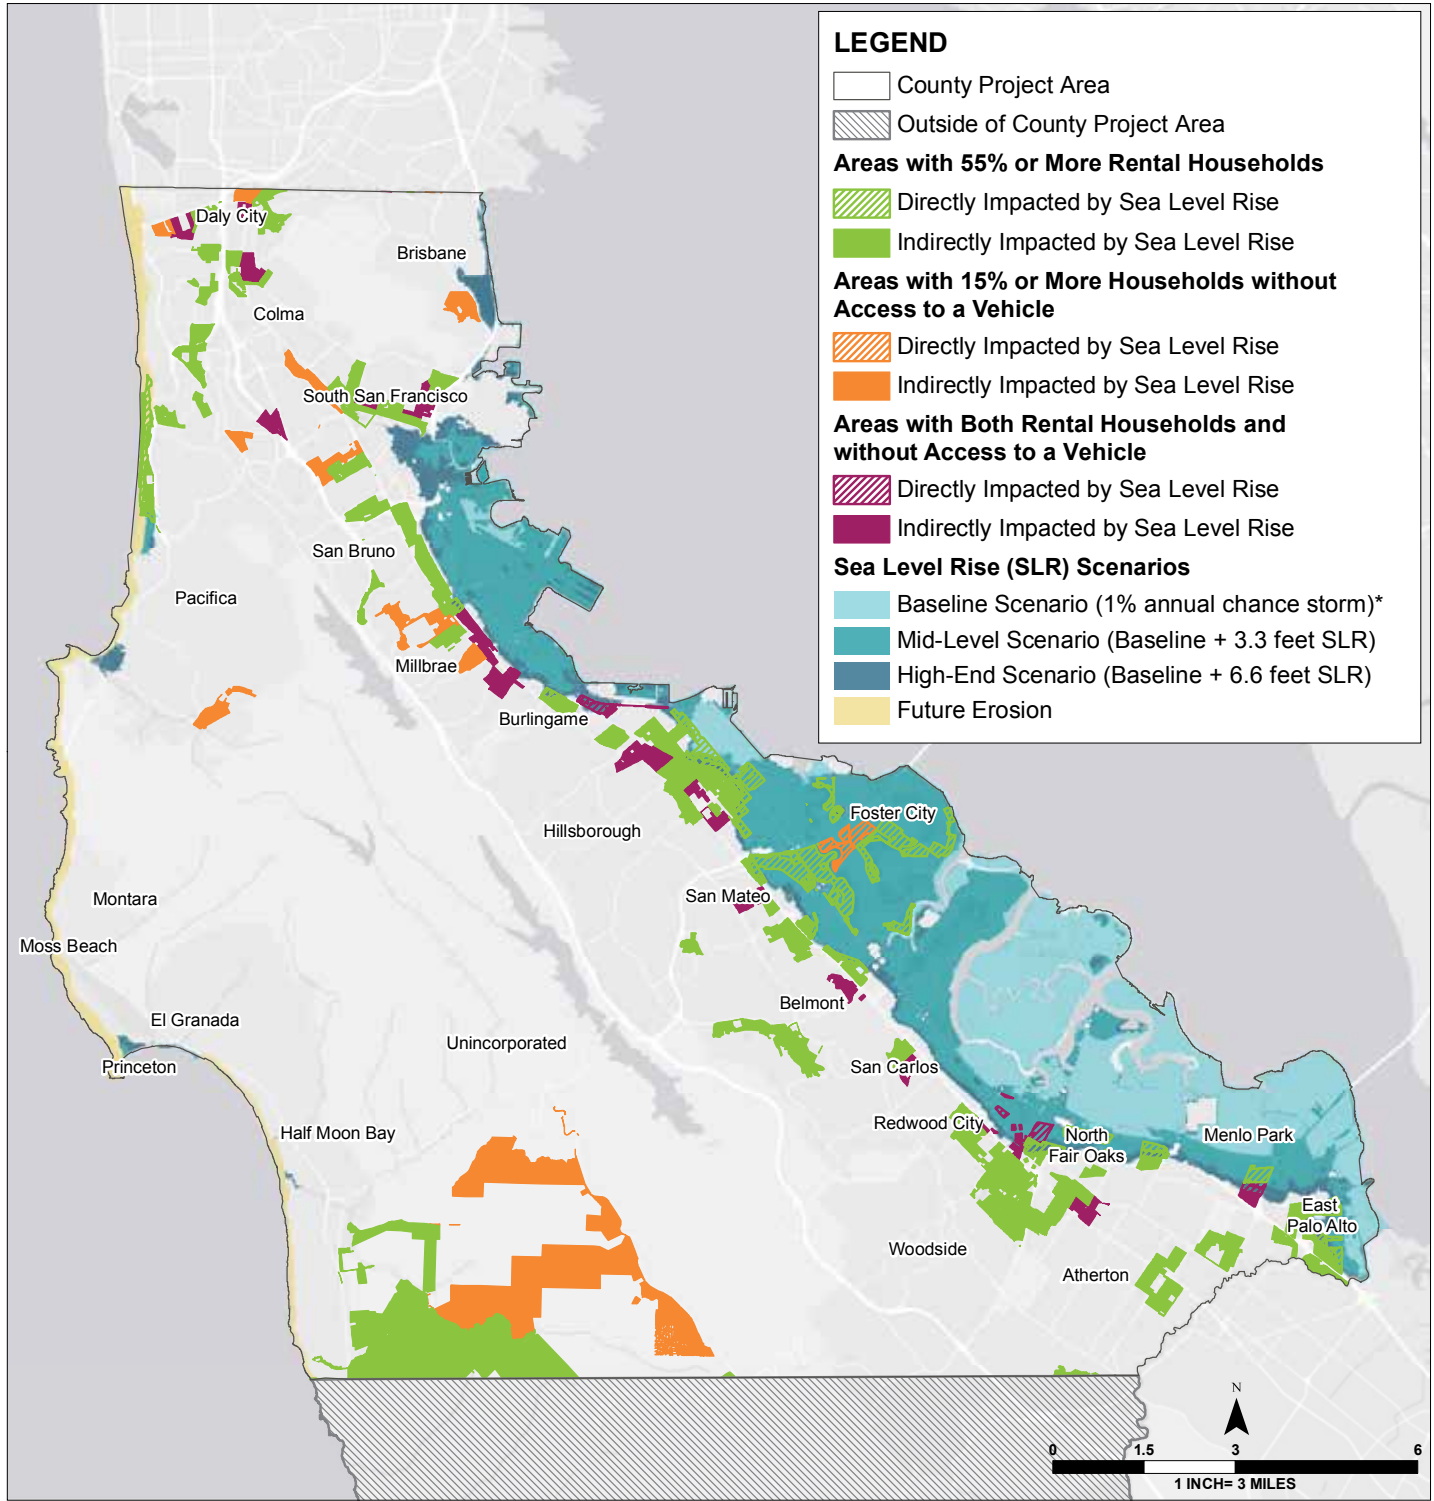 LEGEND
County Project Area
Outside of County Project Area
Areas with 55% or More Rental Households
Directly Impacted by Sea Level Rise
Indirectly Impacted by Sea Level Rise
Areas with 15% or More Households without
Access to a Vehicle
Directly Impacted by Sea Level Rise
Indirectly Impacted by Sea Level Rise
Areas with Both Rental Households and
without Access to a Vehicle
Directly Impacted by Sea Level Rise
Indirectly Impacted by Sea Level Rise
Sea Level Rise (SLR) Scenarios
Baseline Scenario (1% annual chance storm)*
Mid-Level Scenario (Baseline + 3.3 feet SLR)
High-End Scenario (Baseline + 6.6 feet SLR)
Future Erosion
Daly City
Brisbane
Colma
South San Francisco
San Bruno
Pacifica
Millbrae
Burlingame
Foster City
Hillsborough
San Mateo
Montara
Moss Beach
Belmont
El Granada
Unincorporated
Princeton
San Carlos
Redwood City
Half Moon Bay
North
Fair Oaks
Menlo Park
East
Palo Alto
Woodside
Atherton
N
0 1.5 3 6
1 INCH= 3 MILES